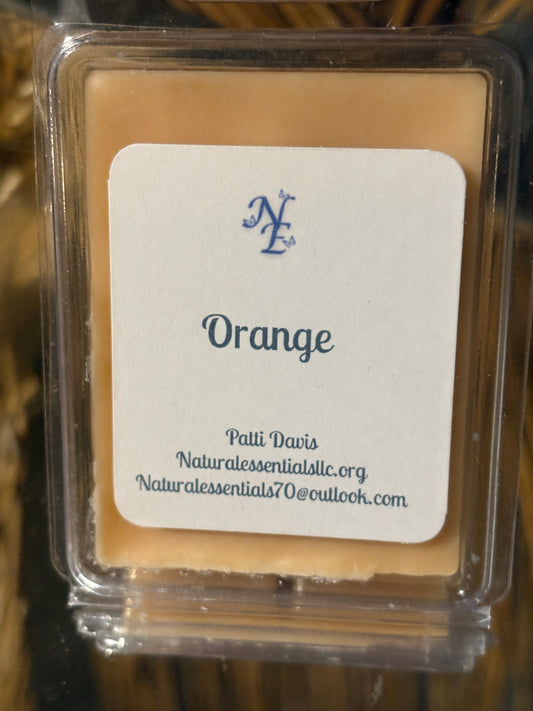 NE
Orange
Patti Davis
Naturalessentialsllc.org
Naturalessentials70@outlook.com